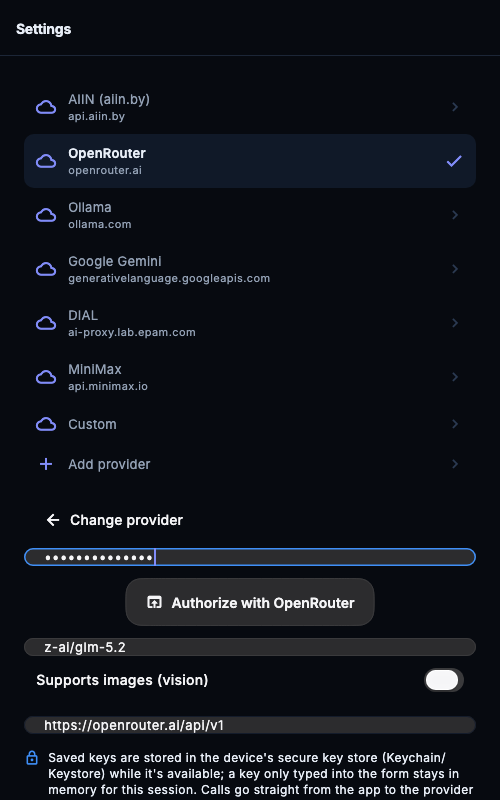 Settings
AIIN (aiin.by)
api.aiin.by
OpenRouter
openrouter.ai
Ollama
ollama.com
Google Gemini
generativelanguage.googleapis.com
DIAL
ai-proxy.lab.epam.com
MiniMax
api.minimax.io
Custom
Add provider
Change provider
••••••••••••••
Authorize with OpenRouter
z-ai/glm-5.2
Supports images (vision)
https://openrouter.ai/api/v1
Saved keys are stored in the device's secure key store (Keychain/
Keystore) while it's available; a key only typed into the form stays in
memory for this session. Calls go straight from the app to the provider